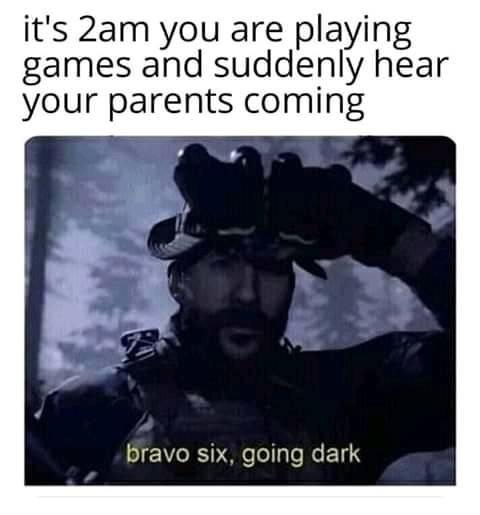 it's 2am you are playing
games and suddenly hear
your parents coming
bravo six, going dark